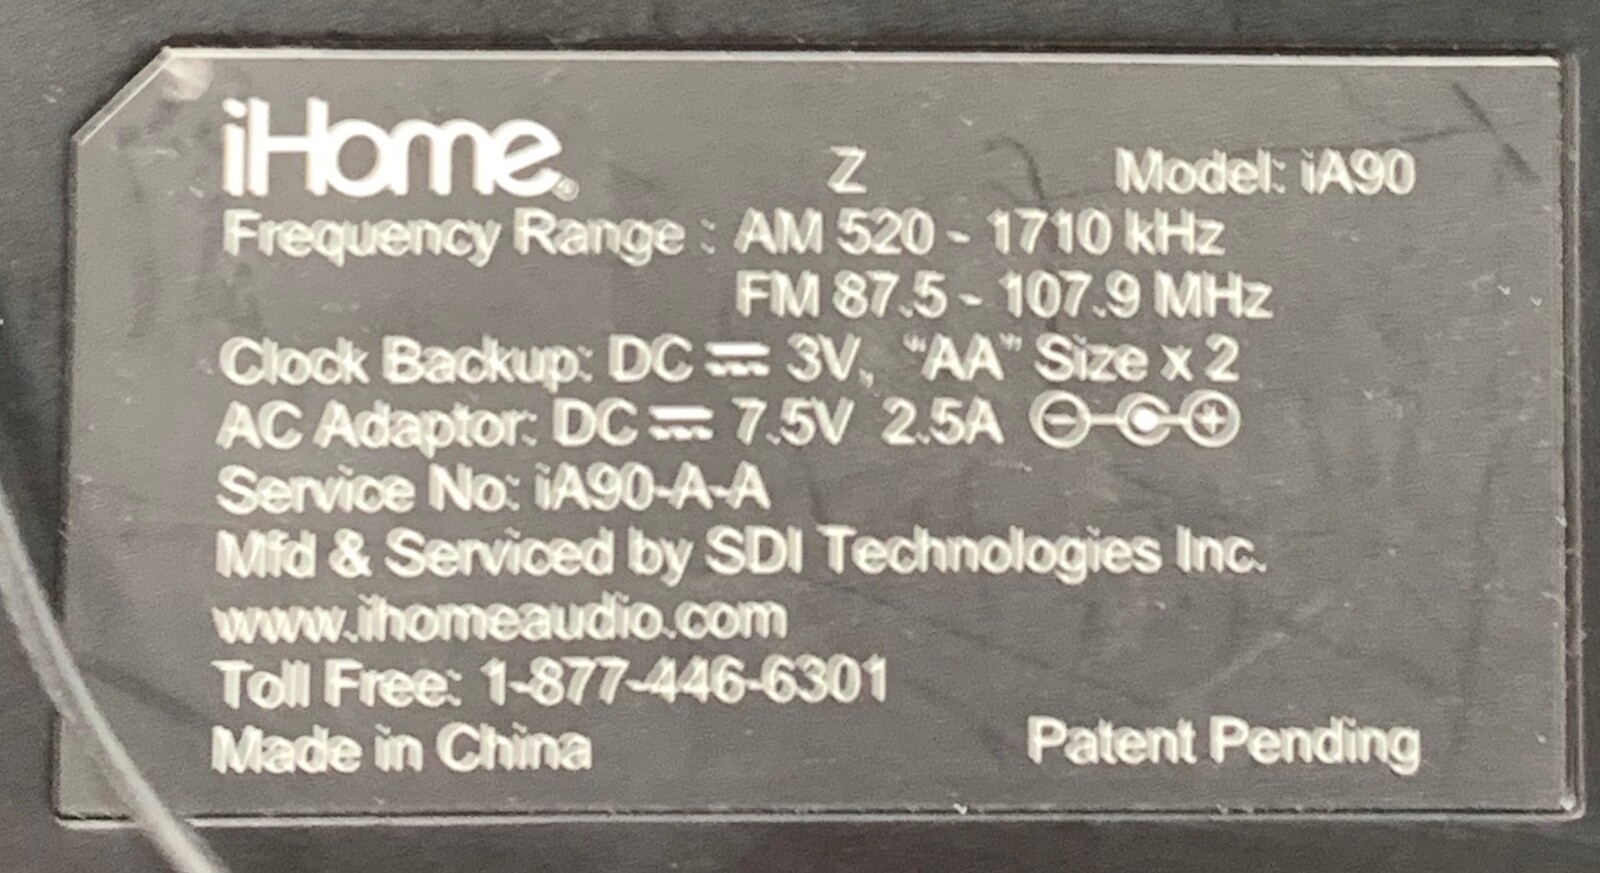 iHome® Z Model: iA90
Frequency Range : AM 520 - 1710 kHz
FM 87.5 - 107.9 MHz
Clock Backup: DC ⎓ 3V, "AA" Size x 2
AC Adaptor: DC ⎓ 7.5V 2.5A
Service No: iA90-A-A
Mfd & Serviced by SDI Technologies Inc.
www.ihomeaudio.com
Toll Free: 1-877-446-6301
Made in China Patent Pending